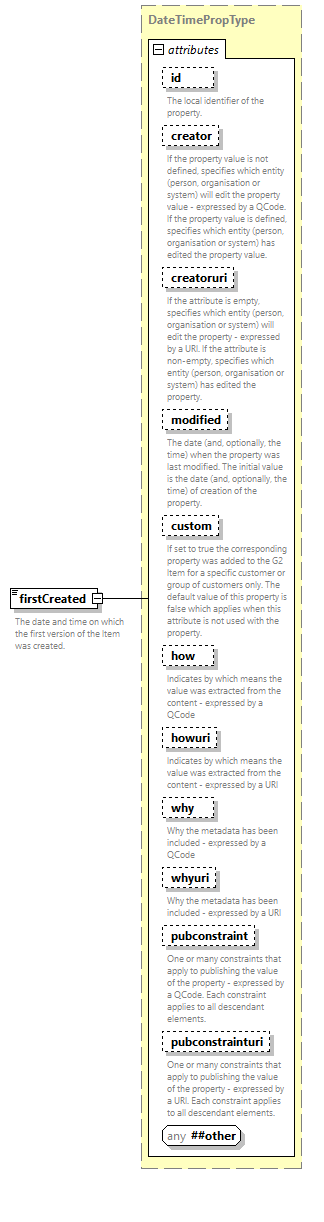 DateTimePropType
attributes
id
The local identifier of the
property.
creator
If the property value is not
defined, specifies which entity
(person, organisation or
system) will edit the property
value - expressed by a QCode.
If the property value is defined,
specifies which entity (person,
organisation or system) has
edited the property value.
creatoruri
If the attribute is empty,
specifies which entity (person,
organisation or system) will
edit the property - expressed
by a URI. If the attribute is
non-empty, specifies which
entity (person, organisation or
system) has edited the
property.
modified
The date (and, optionally, the
time) when the property was
last modified. The initial value
is the date (and, optionally, the
time) of creation of the
property.
custom
If set to true the corresponding
property was added to the G2
Item for a specific customer or
group of customers only. The
default value of this property is
false which applies when this
attribute is not used with the
property.
firstCreated
The date and time on which
the first version of the Item
was created.
how
Indicates by which means the
value was extracted from the
content - expressed by a
QCode
howuri
Indicates by which means the
value was extracted from the
content - expressed by a URI
why
Why the metadata has been
included - expressed by a
QCode
whyuri
Why the metadata has been
included - expressed by a URI
pubconstraint
One or many constraints that
apply to publishing the value
of the property - expressed by
a QCode. Each constraint
applies to all descendant
elements.
pubconstrainturi
One or many constraints that
apply to publishing the value
of the property - expressed by
a URI. Each constraint applies
to all descendant elements.
any ##other